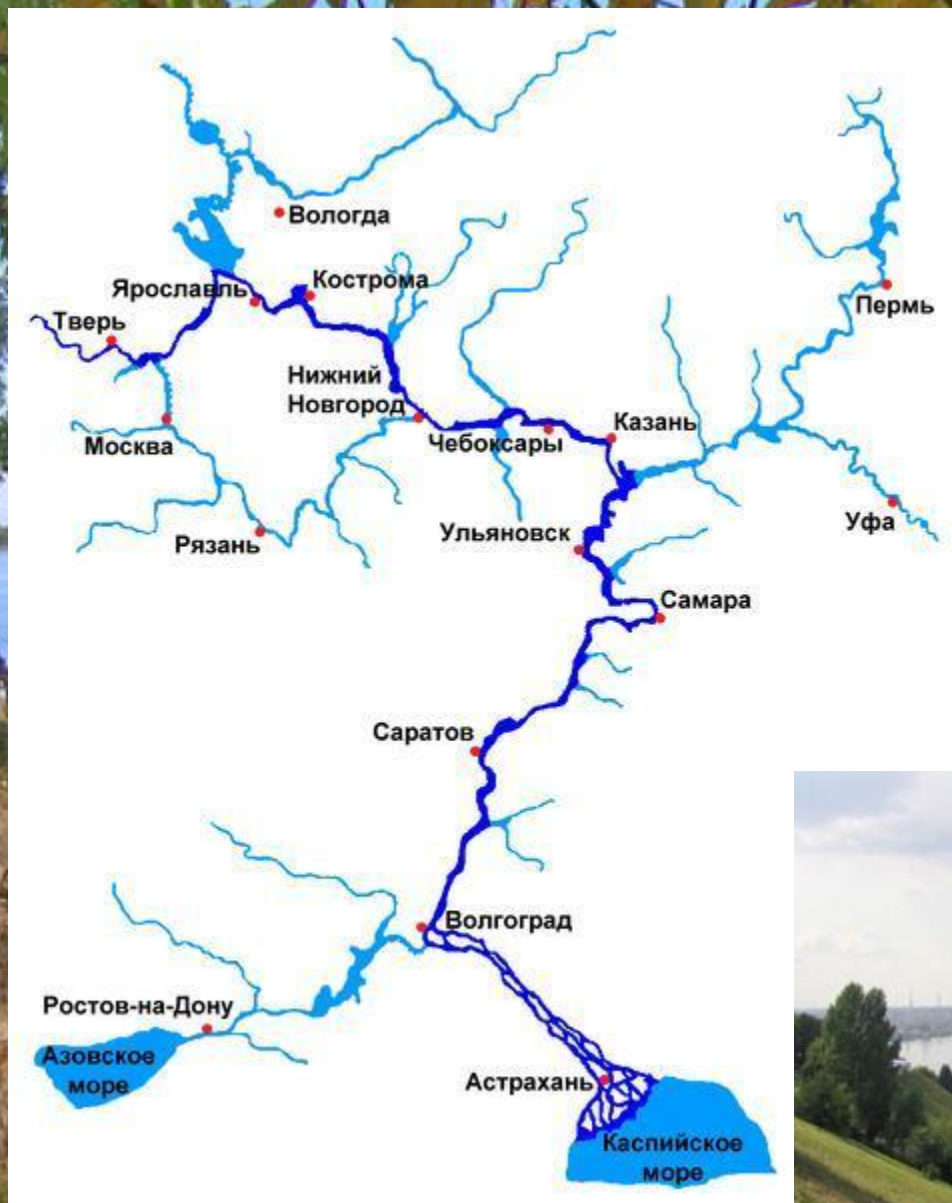 Вологда
Кострома
Ярославль
Пермь
Тверь
Нижний
Новгород
Казань
Чебоксары
Москва
Уфа
Ульяновск
Рязань
Самара
Саратов
Волгоград
Ростов-на-Дону
Азовское
море
Астрахань
Каспийское
море